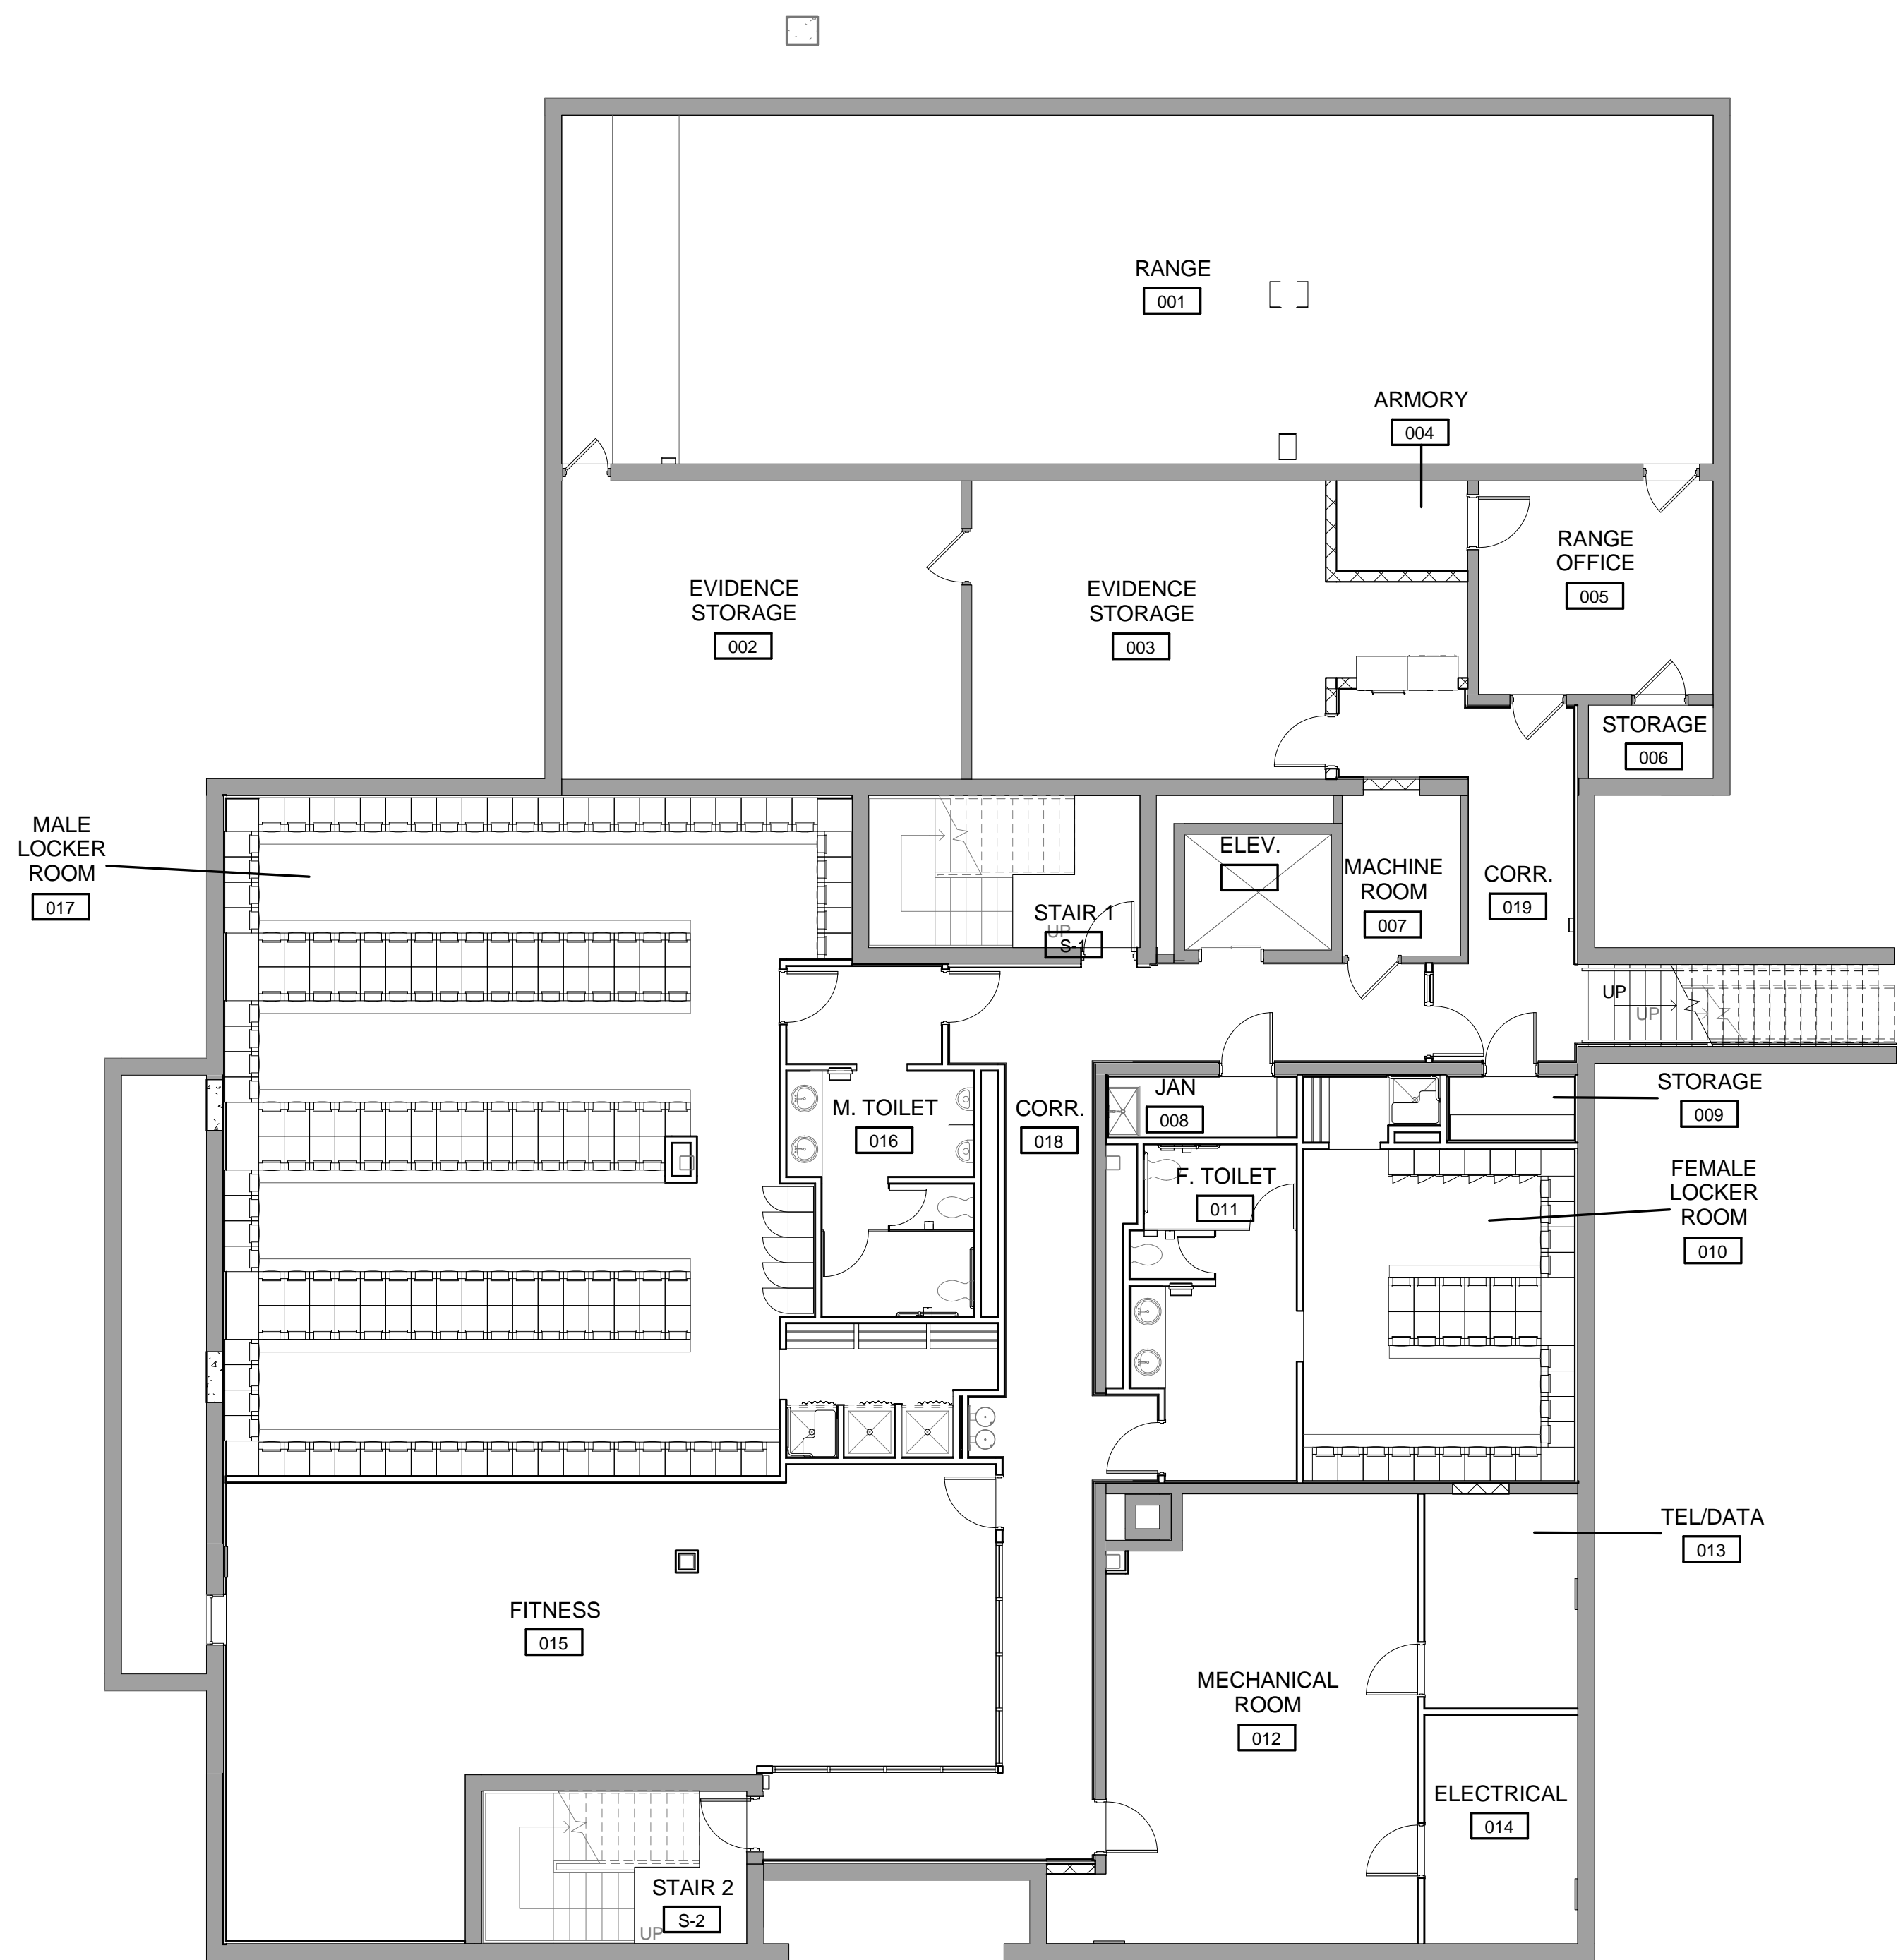 RANGE
001
ARMORY
004
RANGE
OFFICE
005
EVIDENCE
STORAGE
002
EVIDENCE
STORAGE
003
STORAGE
006
MALE
LOCKER
ROOM
017
ELEV.
MACHINE
ROOM
007
CORR.
019
STAIR 1
UP
S-1
UP
UP
JAN
008
STORAGE
009
M. TOILET
016
CORR.
018
F. TOILET
011
FEMALE
LOCKER
ROOM
010
TEL/DATA
013
FITNESS
015
MECHANICAL
ROOM
012
ELECTRICAL
014
STAIR 2
S-2
UP